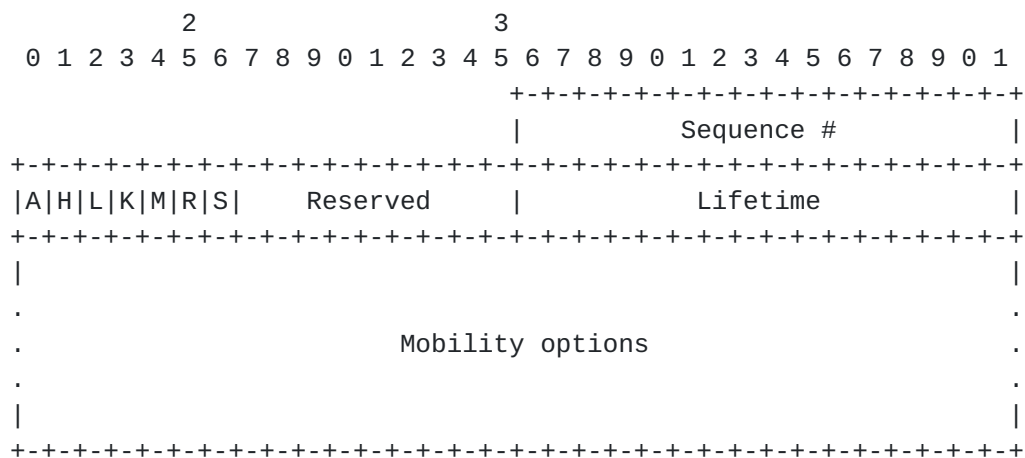 2                   3
 0 1 2 3 4 5 6 7 8 9 0 1 2 3 4 5 6 7 8 9 0 1 2 3 4 5 6 7 8 9 0 1
                                +-+-+-+-+-+-+-+-+-+-+-+-+-+-+-+-+
                                |          Sequence #           |
+-+-+-+-+-+-+-+-+-+-+-+-+-+-+-+-+-+-+-+-+-+-+-+-+-+-+-+-+-+-+-+-+
|A|H|L|K|M|R|S|    Reserved     |           Lifetime            |
+-+-+-+-+-+-+-+-+-+-+-+-+-+-+-+-+-+-+-+-+-+-+-+-+-+-+-+-+-+-+-+-+
|                                                               |
.                                                               .
.                        Mobility options                       .
.                                                               .
|                                                               |
+-+-+-+-+-+-+-+-+-+-+-+-+-+-+-+-+-+-+-+-+-+-+-+-+-+-+-+-+-+-+-+-+